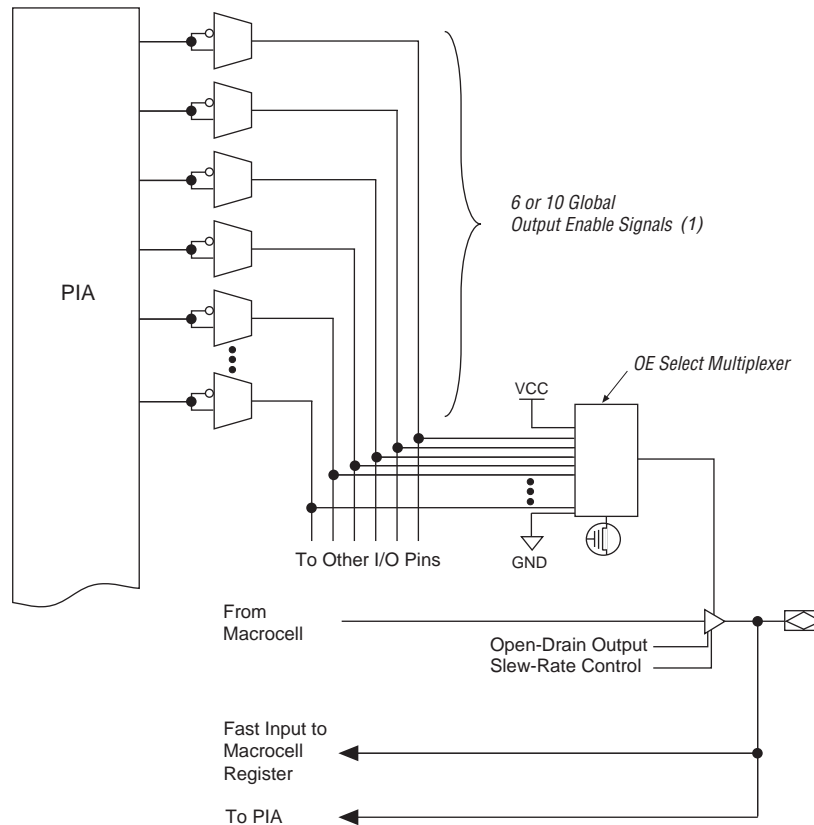 6 or 10 Global
Output Enable Signals (1)
PIA
OE Select Multiplexer
VCC
To Other I/O Pins
GND
From
Macrocell
Open-Drain Output
Slew-Rate Control
Fast Input to
Macrocell
Register
To PIA